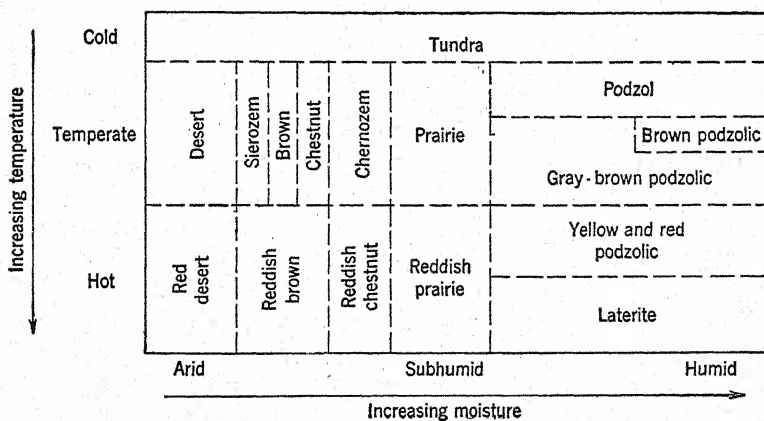 Cold
Tundra
Increasing temperature
Temperate
Desert
Sierozem
Brown
Chestnut
Chernozem
Prairie
Podzol
Brown podzolic
Gray-brown podzolic
Hot
Red
desert
Reddish
brown
Reddish
chestnut
Reddish
prairie
Yellow and red
podzolic
Laterite
Arid
Subhumid
Humid
Increasing moisture